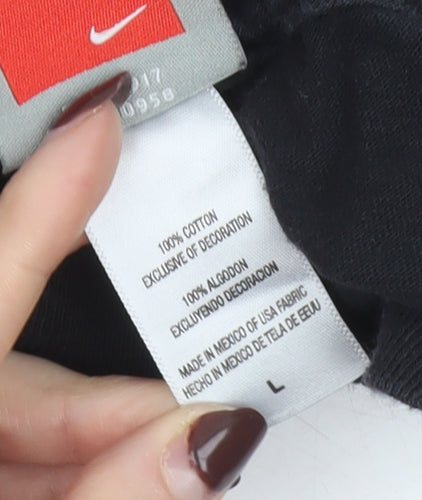 100% COTTON
EXCLUSIVE OF DECORATION
100% ALGODON
EXCLUYENDO DECORACION
MADE IN MEXICO OF USA FABRIC
HECHO IN MEXICO DE TELA DE EEUU
L